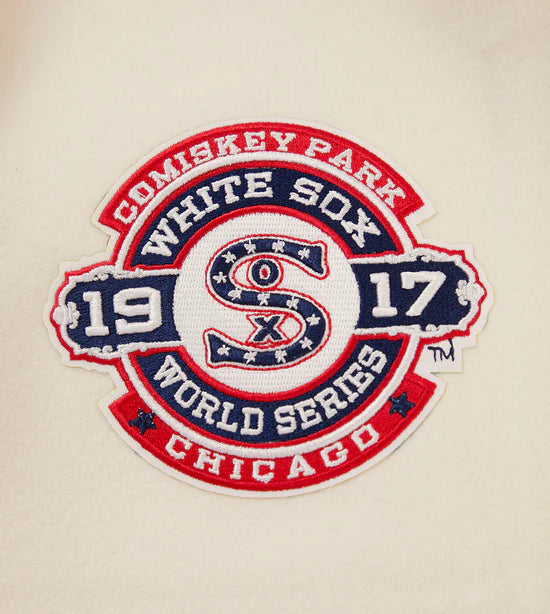 COMISKEY PARK
WHITE SOX
19 SOX 17
WORLD SERIES
CHICAGO
TM